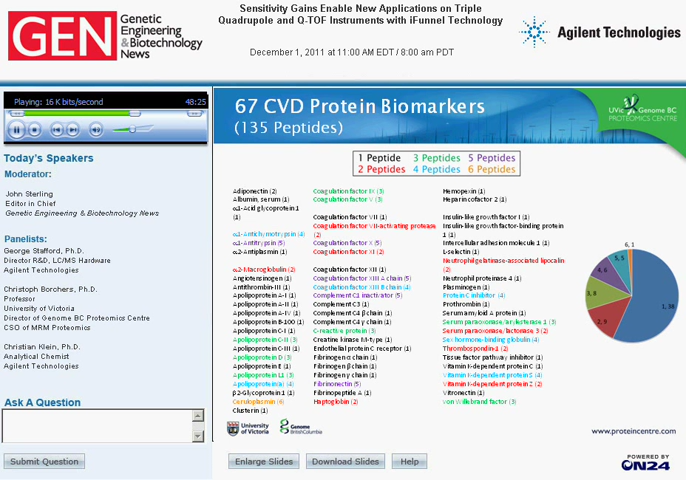 GEN Genetic
Engineering
& Biotechnology
News
Sensitivity Gains Enable New Applications on Triple
Quadrupole and Q-TOF Instruments with iFunnel Technology
December 1, 2011 at 11:00 AM EDT / 8:00 am PDT
Agilent Technologies
Playing: 16 K bits/second 48:25
Today's Speakers
Moderator:
John Sterling
Editor in Chief
Genetic Engineering & Biotechnology News
Panelists:
George Stafford, Ph.D.
Director R&D, LC/MS Hardware
Agilent Technologies
Christoph Borchers, Ph.D.
Professor
University of Victoria
Director of Genome BC Proteomics Centre
CSO of MRM Proteomics
Christian Klein, Ph.D.
Analytical Chemist
Agilent Technologies
Ask A Question
Submit Question
67 CVD Protein Biomarkers
(135 Peptides)
UVic Genome BC
PROTEOMICS CENTRE
1 Peptide 3 Peptides 5 Peptides
2 Peptides 4 Peptides 6 Peptides
Adiponectin (2)
Albumin, serum (1)
α1-Acid glycoprotein 1
(1)
α1-Antichymotrypsin (4)
α1-Antitrypsin (5)
α2-Antiplasmin (1)
α2-Macroglobulin (2)
Angiotensinogen (1)
Antithrombin-III (1)
Apolipoprotein A-I (1)
Apolipoprotein A-II (1)
Apolipoprotein A-IV (1)
Apolipoprotein B-100 (1)
Apolipoprotein C-I (1)
Apolipoprotein C-II (3)
Apolipoprotein C-III (1)
Apolipoprotein D (3)
Apolipoprotein E (1)
Apolipoprotein L1 (3)
Apolipoprotein(a) (4)
β2-Glycoprotein 1 (1)
Ceruloplasmin (6)
Clusterin (1)
Coagulation factor IX (3)
Coagulation factor V (3)
Coagulation factor VII (1)
Coagulation factor VII-activating protease
(2)
Coagulation factor X (5)
Coagulation factor XI (2)
Coagulation factor XII (1)
Coagulation factor XIII A chain (5)
Coagulation factor XIII B chain (4)
Complement C1 inactivator (5)
Complement C3 (1)
Complement C4 β chain (1)
Complement C4 γ chain (1)
C-reactive protein (3)
Creatine kinase M-type (1)
Endothelial protein C receptor (1)
Fibrinogen α chain (1)
Fibrinogen β chain (1)
Fibrinogen γ chain (1)
Fibrinonectin (5)
Fibrinopeptide A (1)
Haptoglobin (2)
Hemopexin (1)
Heparin cofactor 2 (1)
Insulin-like growth factor I (1)
Insulin-like growth factor-binding protein
1 (1)
Intercellular adhesion molecule 1 (1)
L-selectin (1)
Neutrophil gelatinase-associated lipocalin
(2)
Neutrophil proteinase 4 (1)
Plasminogen (1)
Protein C inhibitor (4)
Prothrombin (1)
Serum amyloid A protein (1)
Serum paraoxonase/arylesterase 1 (3)
Serum paraoxonase/lactonase 3 (2)
Sex hormone-binding globulin (4)
Thrombospondin-1 (2)
Tissue factor pathway inhibitor (1)
Vitamin K-dependent protein C (1)
Vitamin K-dependent protein S (4)
Vitamin K-dependent protein Z (2)
Vitronectin (1)
von Willebrand factor (3)
6, 1
5, 5
4, 6
3, 8
2, 9
1, 38
University
of Victoria
Genome
BritishColumbia
www.proteincentre.com
Enlarge Slides Download Slides Help
POWERED BY
ON24